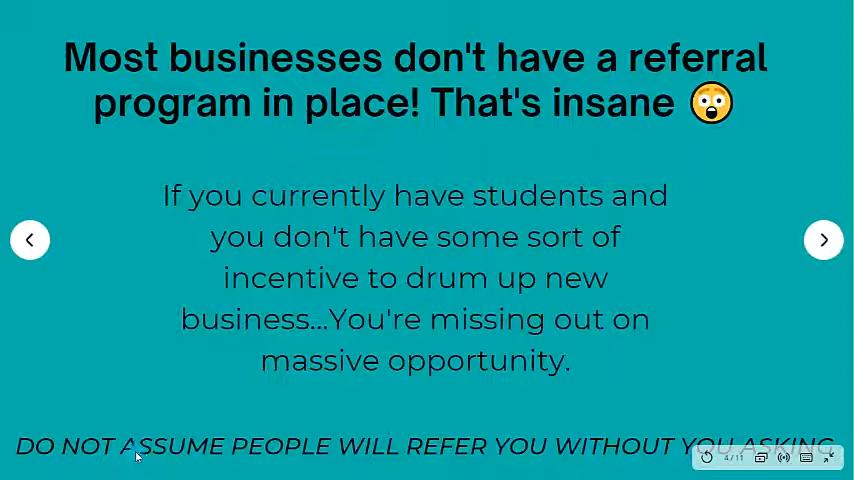 Most businesses don't have a referral
program in place! That's insane 😲
If you currently have students and
you don't have some sort of
incentive to drum up new
business...You're missing out on
massive opportunity.
DO NOT ASSUME PEOPLE WILL REFER YOU WITHOUT YOU ASKING
4/11